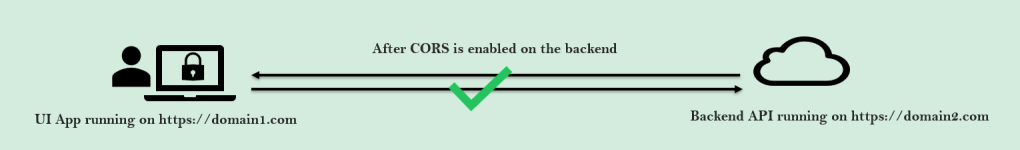 After CORS is enabled on the backend
UI App running on https://domain1.com
Backend API running on https://domain2.com